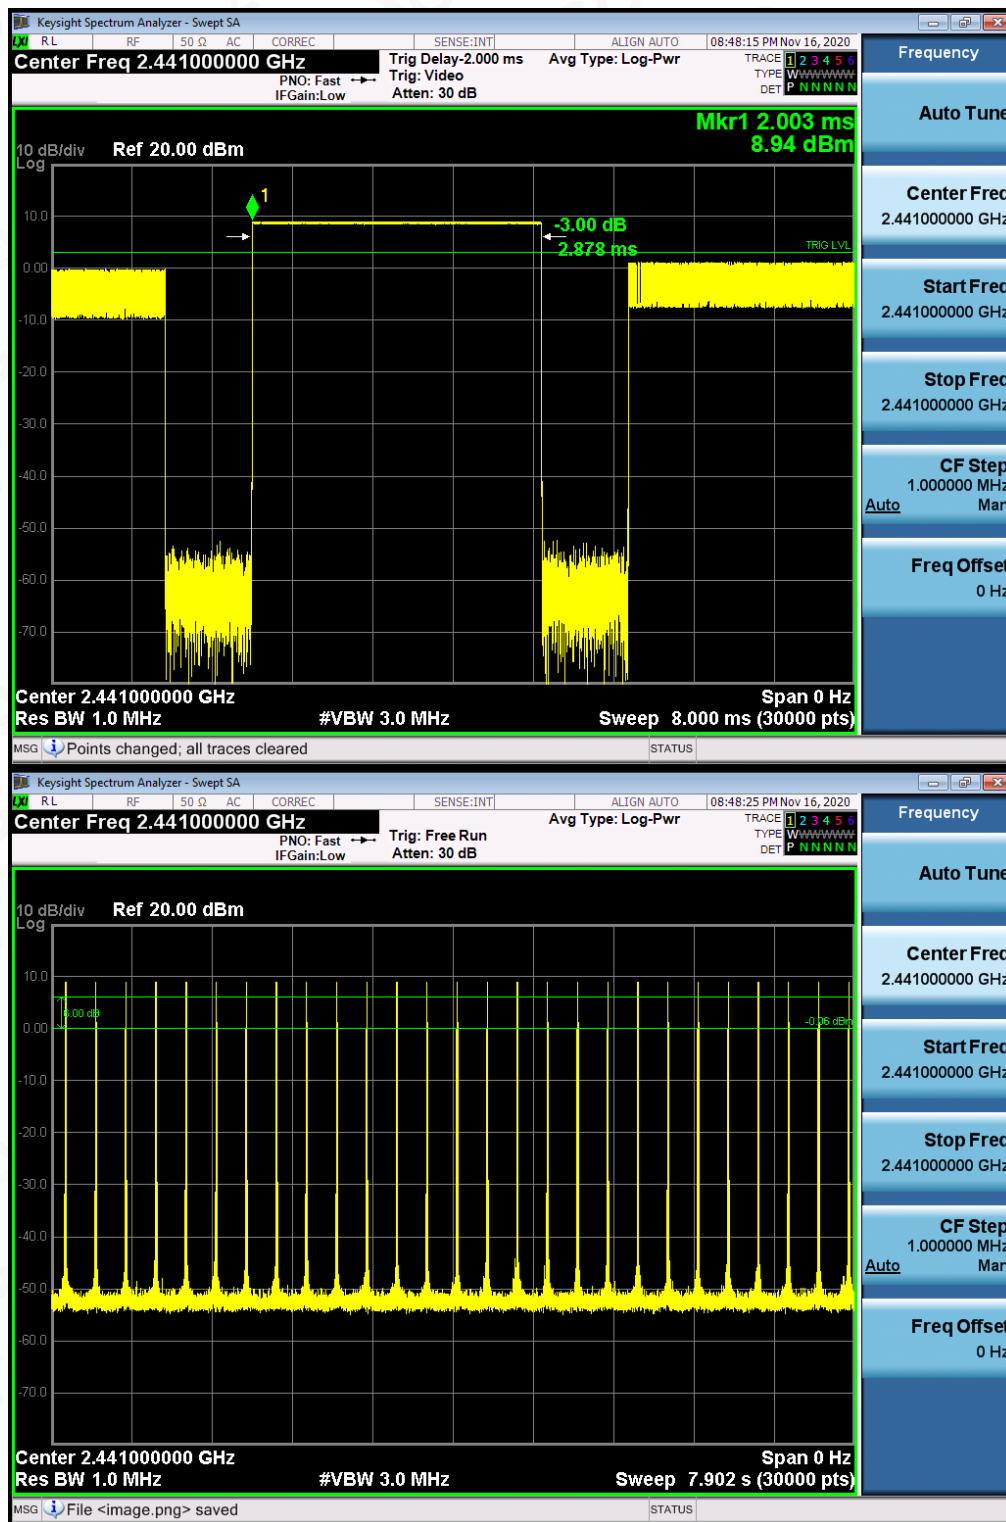 Keysight Spectrum Analyzer - Swept SA
LXI RL RF 50 Ω AC CORREC SENSE:INT ALIGN AUTO 08:48:15 PM Nov 16, 2020
Center Freq 2.441000000 GHz
PNO: Fast
IFGain:Low
Trig Delay-2.000 ms
Trig: Video
Atten: 30 dB
Avg Type: Log-Pwr
TRACE 1 2 3 4 5 6
TYPE WWWWWWW
DET P N N N N N
Mkr1 2.003 ms
8.94 dBm
10 dB/div Ref 20.00 dBm
Log
1
10.0
-3.00 dB
2.878 ms
TRIG LVL
0.00
-10.0
-20.0
-30.0
-40.0
-50.0
-60.0
-70.0
Center 2.441000000 GHz Span 0 Hz
Res BW 1.0 MHz #VBW 3.0 MHz Sweep 8.000 ms (30000 pts)
MSG Points changed; all traces cleared STATUS
Frequency
Auto Tune
Center Freq
2.441000000 GHz
Start Freq
2.441000000 GHz
Stop Freq
2.441000000 GHz
CF Step
1.000000 MHz
Auto Man
Freq Offset
0 Hz
Keysight Spectrum Analyzer - Swept SA
LXI RL RF 50 Ω AC CORREC SENSE:INT ALIGN AUTO 08:48:25 PM Nov 16, 2020
Center Freq 2.441000000 GHz
PNO: Fast
IFGain:Low
Trig: Free Run
Atten: 30 dB
Avg Type: Log-Pwr
TRACE 1 2 3 4 5 6
TYPE WWWWWWW
DET P N N N N N
10 dB/div Ref 20.00 dBm
Log
10.0
6.00 dB
-0.06 dBm
0.00
-10.0
-20.0
-30.0
-40.0
-50.0
-60.0
-70.0
Center 2.441000000 GHz Span 0 Hz
Res BW 1.0 MHz #VBW 3.0 MHz Sweep 7.902 s (30000 pts)
MSG File <image.png> saved STATUS
Frequency
Auto Tune
Center Freq
2.441000000 GHz
Start Freq
2.441000000 GHz
Stop Freq
2.441000000 GHz
CF Step
1.000000 MHz
Auto Man
Freq Offset
0 Hz